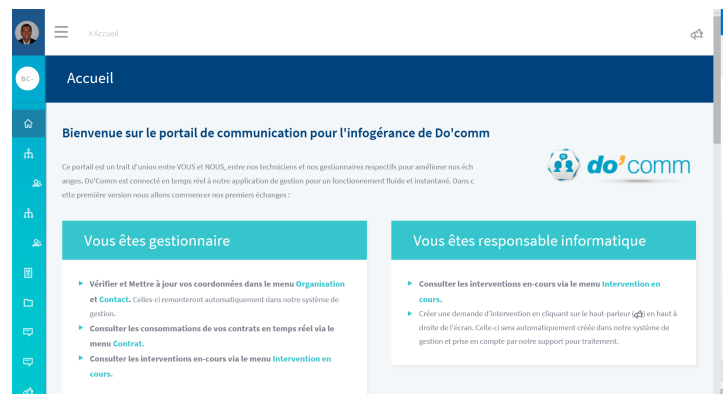 > Accueil
BC-
Accueil
Bienvenue sur le portail de communication pour l'infogérance de Do'comm
Ce portail est un trait d'union entre VOUS et NOUS, entre nos techniciens et nos gestionnaires respectifs pour améliorer nos éch
anges. Do'Comm est connecté en temps réel à notre application de gestion pour un fonctionnement fluide et instantané. Dans c
ette première version nous allons commencer nos premiers échanges :
do'comm
Vous êtes gestionnaire
Vérifier et Mettre à jour vos coordonnées dans le menu Organisation
et Contact. Celles-ci remonteront automatiquement dans notre système de
gestion.
Consulter les consommations de vos contrats en temps réel via le
menu Contrat.
Consulter les interventions en-cours via le menu Intervention en
cours.
Vous êtes responsable informatique
Consulter les interventions en-cours via le menu Intervention en
cours.
Créer une demande d'intervention en cliquant sur le haut-parleur () en haut à
droite de l'écran. Celle-ci sera automatiquement créée dans notre système de
gestion et prise en compte par notre support pour traitement.